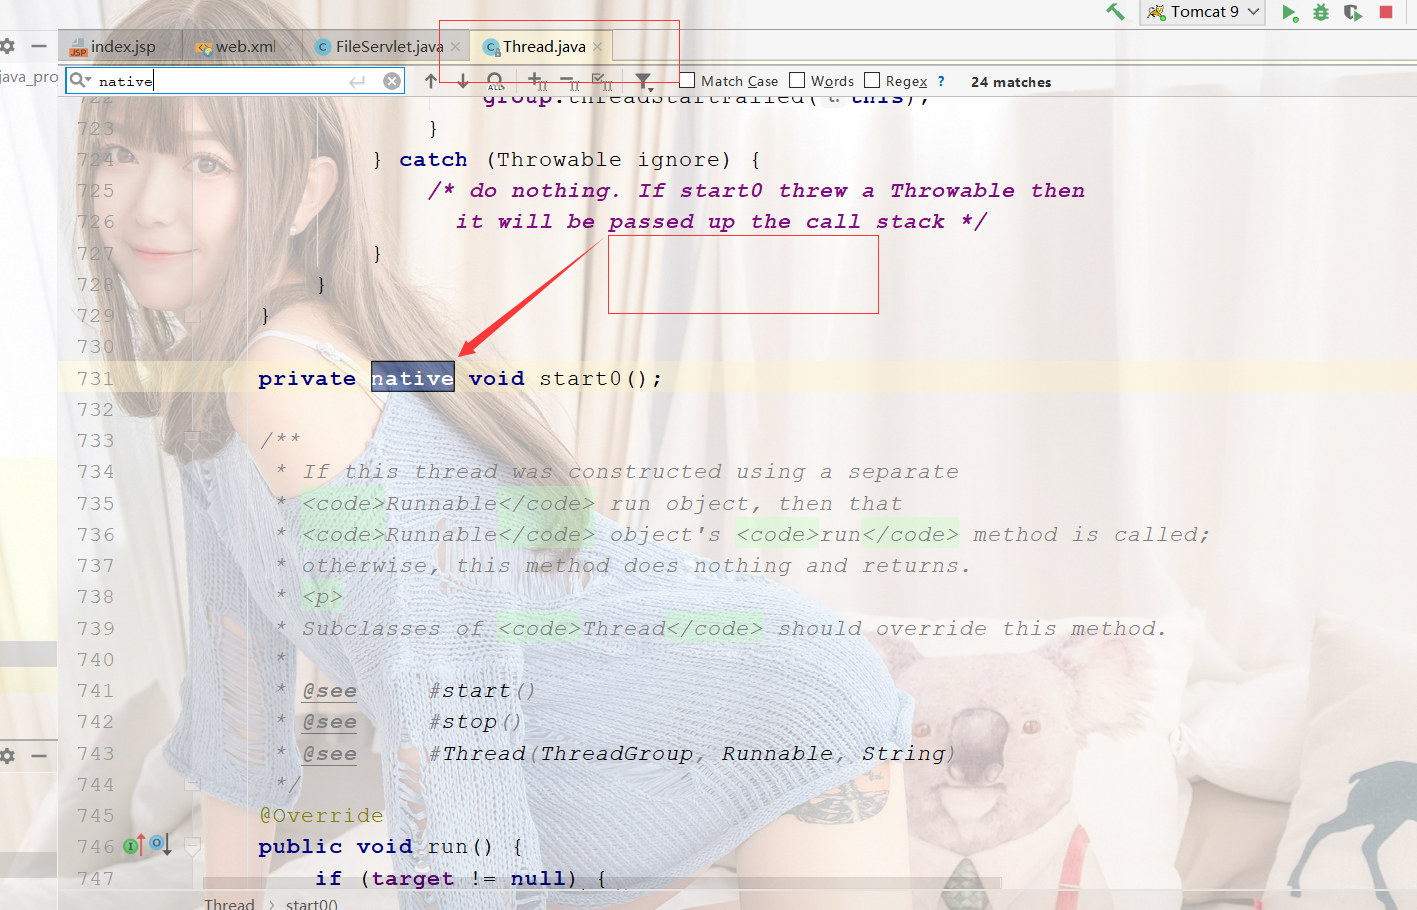 Tomcat 9
index.jsp web.xml FileServlet.java Thread.java
java_pro native Match Case Words Regex ? 24 matches
722 group.threadStartFailed( t: this);
723 }
724 } catch (Throwable ignore) {
725 /* do nothing. If start0 threw a Throwable then
726 it will be passed up the call stack */
727 }
728 }
729 }
730
731 private native void start0();
732
733 /**
734 * If this thread was constructed using a separate
735 * <code>Runnable</code> run object, then that
736 * <code>Runnable</code> object's <code>run</code> method is called;
737 * otherwise, this method does nothing and returns.
738 * <p>
739 * Subclasses of <code>Thread</code> should override this method.
740 *
741 * @see #start()
742 * @see #stop()
743 * @see #Thread(ThreadGroup, Runnable, String)
744 */
745 @Override
746 public void run() {
747 if (target != null) {
Thread › start0()